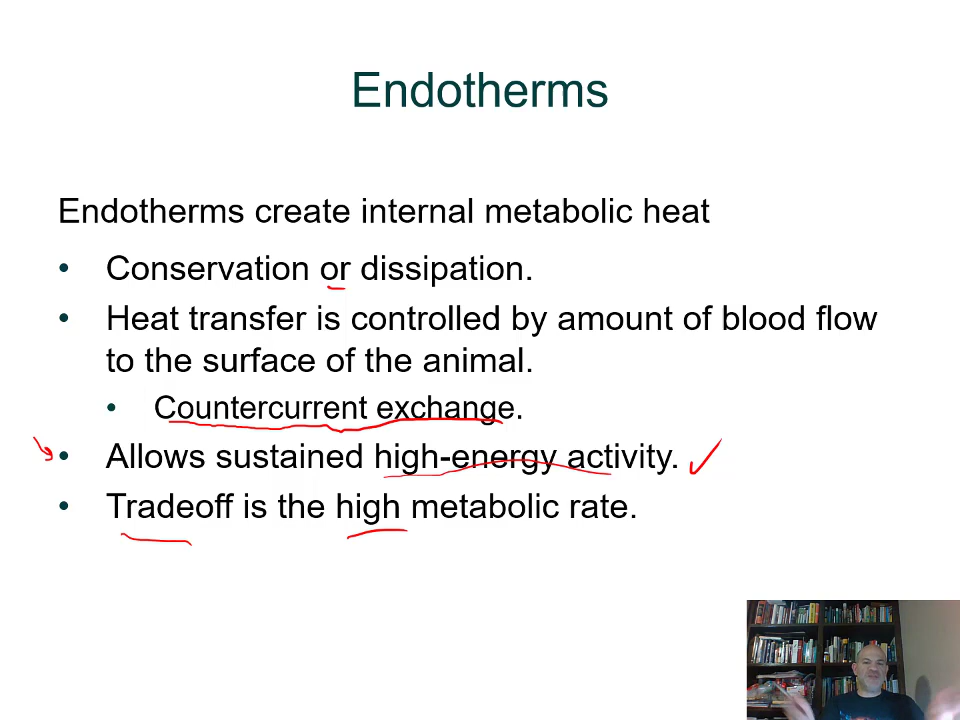 Endotherms
Endotherms create internal metabolic heat
• Conservation or dissipation.
• Heat transfer is controlled by amount of blood flow
to the surface of the animal.
• Countercurrent exchange.
• Allows sustained high-energy activity.
• Tradeoff is the high metabolic rate.